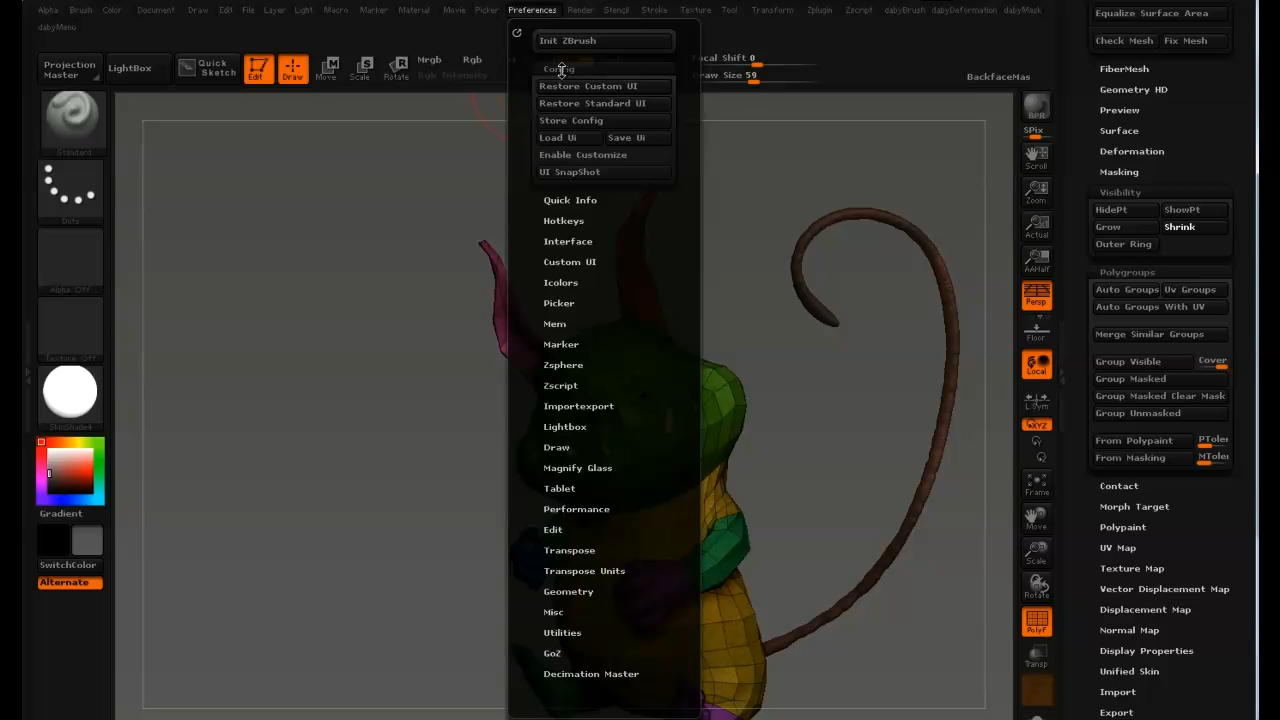 Alpha Brush Color Document Draw Edit File Layer Light Macro Marker Material Movie Picker Preferences Render Stencil Stroke Texture Tool Transform Zplugin Zscript dabyBrush dabyDeformation dabyMask
dabyMenu
Projection Master
LightBox
Quick Sketch
Edit
Draw
Move
Scale
Rotate
Mrgb
Rgb
Rgb Intensity
ocal Shift 0
Draw Size 59
BackfaceMas
Standard
Dots
Alpha Off
Texture Off
SkinShade4
Gradient
SwitchColor
Alternate
Init ZBrush
Config
Restore Custom UI
Restore Standard UI
Store Config
Load Ui
Save Ui
Enable Customize
UI SnapShot
Quick Info
Hotkeys
Interface
Custom UI
Icolors
Picker
Mem
Marker
Zsphere
Zscript
Importexport
Lightbox
Draw
Magnify Glass
Tablet
Performance
Edit
Transpose
Transpose Units
Geometry
Misc
Utilities
GoZ
Decimation Master
BPR
SPix
Scroll
Zoom
Actual
AAHalf
Persp
Floor
Local
L.Sym
XYZ
Frame
Move
Scale
Rotate
PolyF
Transp
Equalize Surface Area
Check Mesh
Fix Mesh
FiberMesh
Geometry HD
Preview
Surface
Deformation
Masking
Visibility
HidePt
ShowPt
Grow
Shrink
Outer Ring
Polygroups
Auto Groups
Uv Groups
Auto Groups With UV
Merge Similar Groups
Group Visible
Cover
Group Masked
Group Masked Clear Mask
Group Unmasked
From Polypaint
PToler
From Masking
MToler
Contact
Morph Target
Polypaint
UV Map
Texture Map
Vector Displacement Map
Displacement Map
Normal Map
Display Properties
Unified Skin
Import
Export